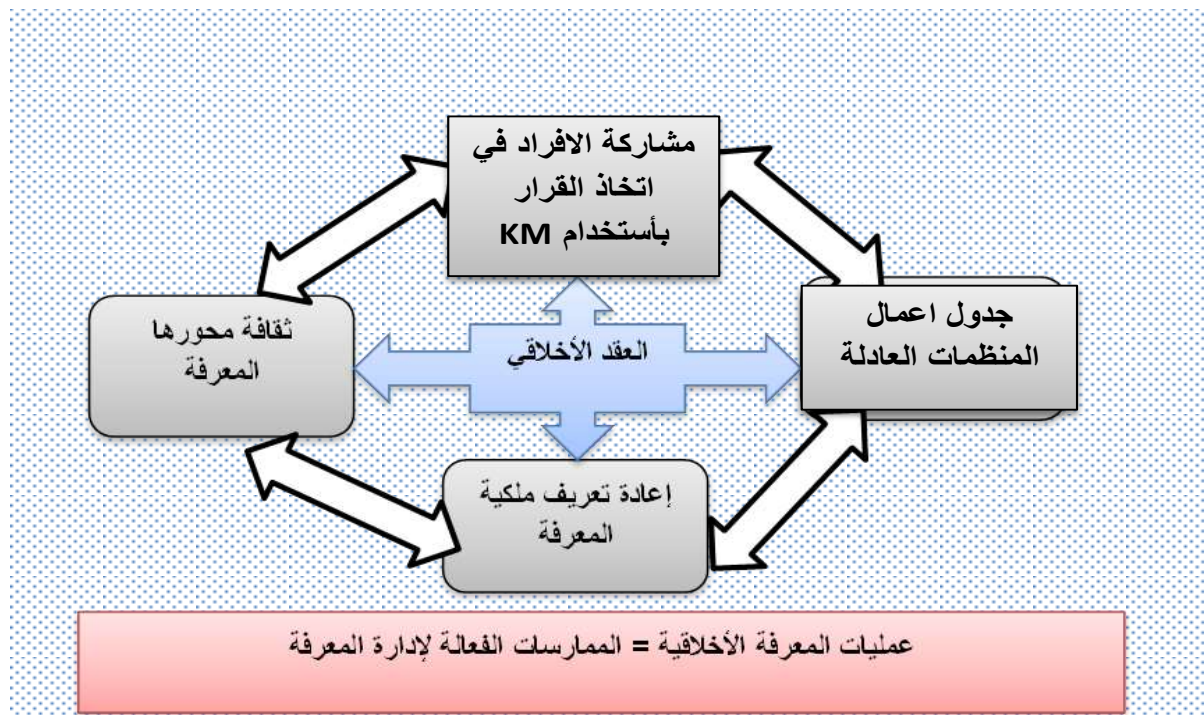 مشاركة الافراد في
اتخاذ القرار
بأستخدام KM
جدول اعمال
المنظمات العادلة
العقد الأخلاقي
ثقافة محورها
المعرفة
إعادة تعريف ملكية
المعرفة
عمليات المعرفة الأخلاقية = الممارسات الفعالة لإدارة المعرفة